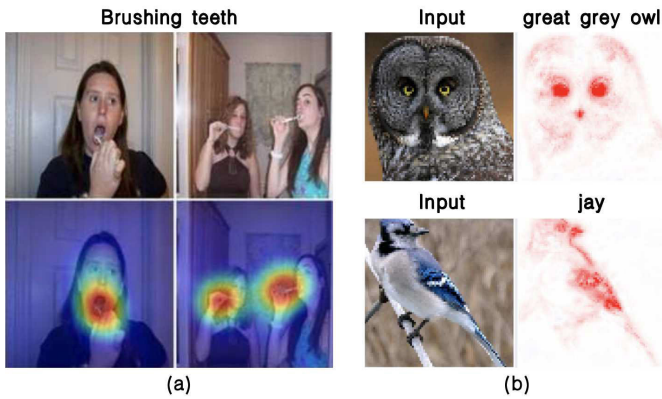 Brushing teeth
Input
great grey owl
Input
jay
(a)
(b)